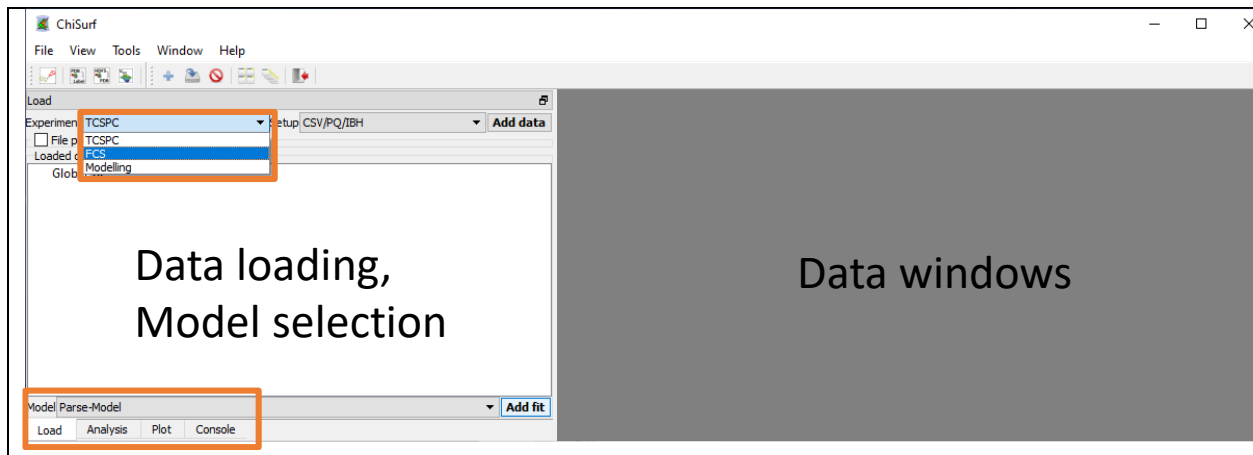 ChiSurf
File View Tools Window Help
Load
Experimen TCSPC Setup CSV/PQ/IBH Add data
File p TCSPC
Loaded d FCS
Glob Modelling
Data loading,
Model selection
Data windows
Model Parse-Model Add fit
Load Analysis Plot Console